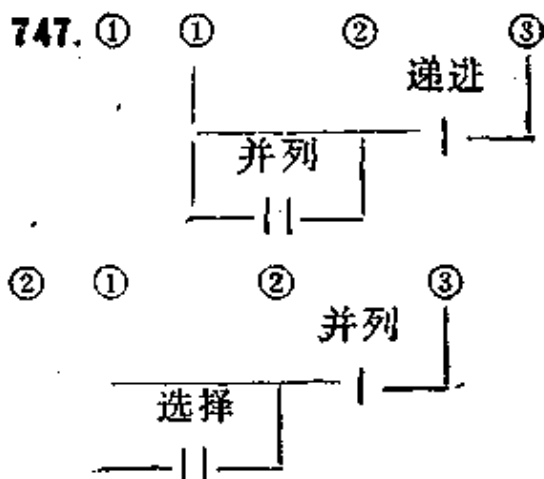 747. ① ① ② ③
递进
并列
② ① ② ③
并列
选择